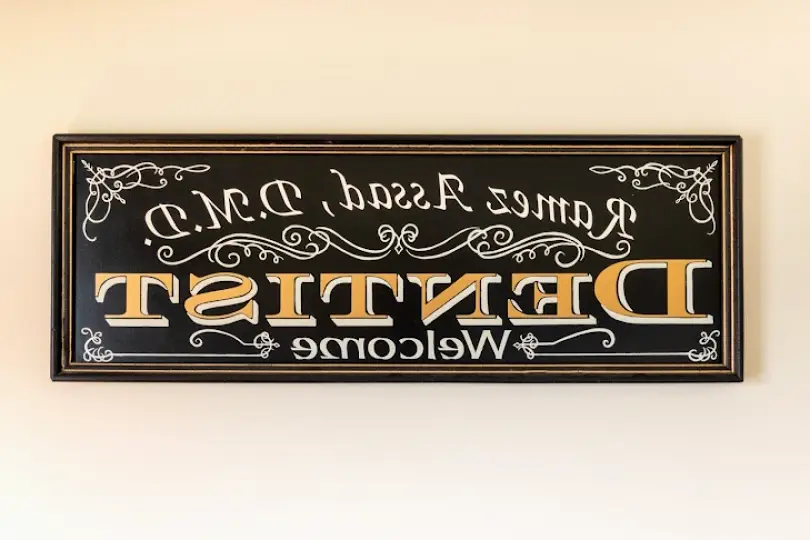 Ramez Assad, D.M.D.
DENTIST
Welcome